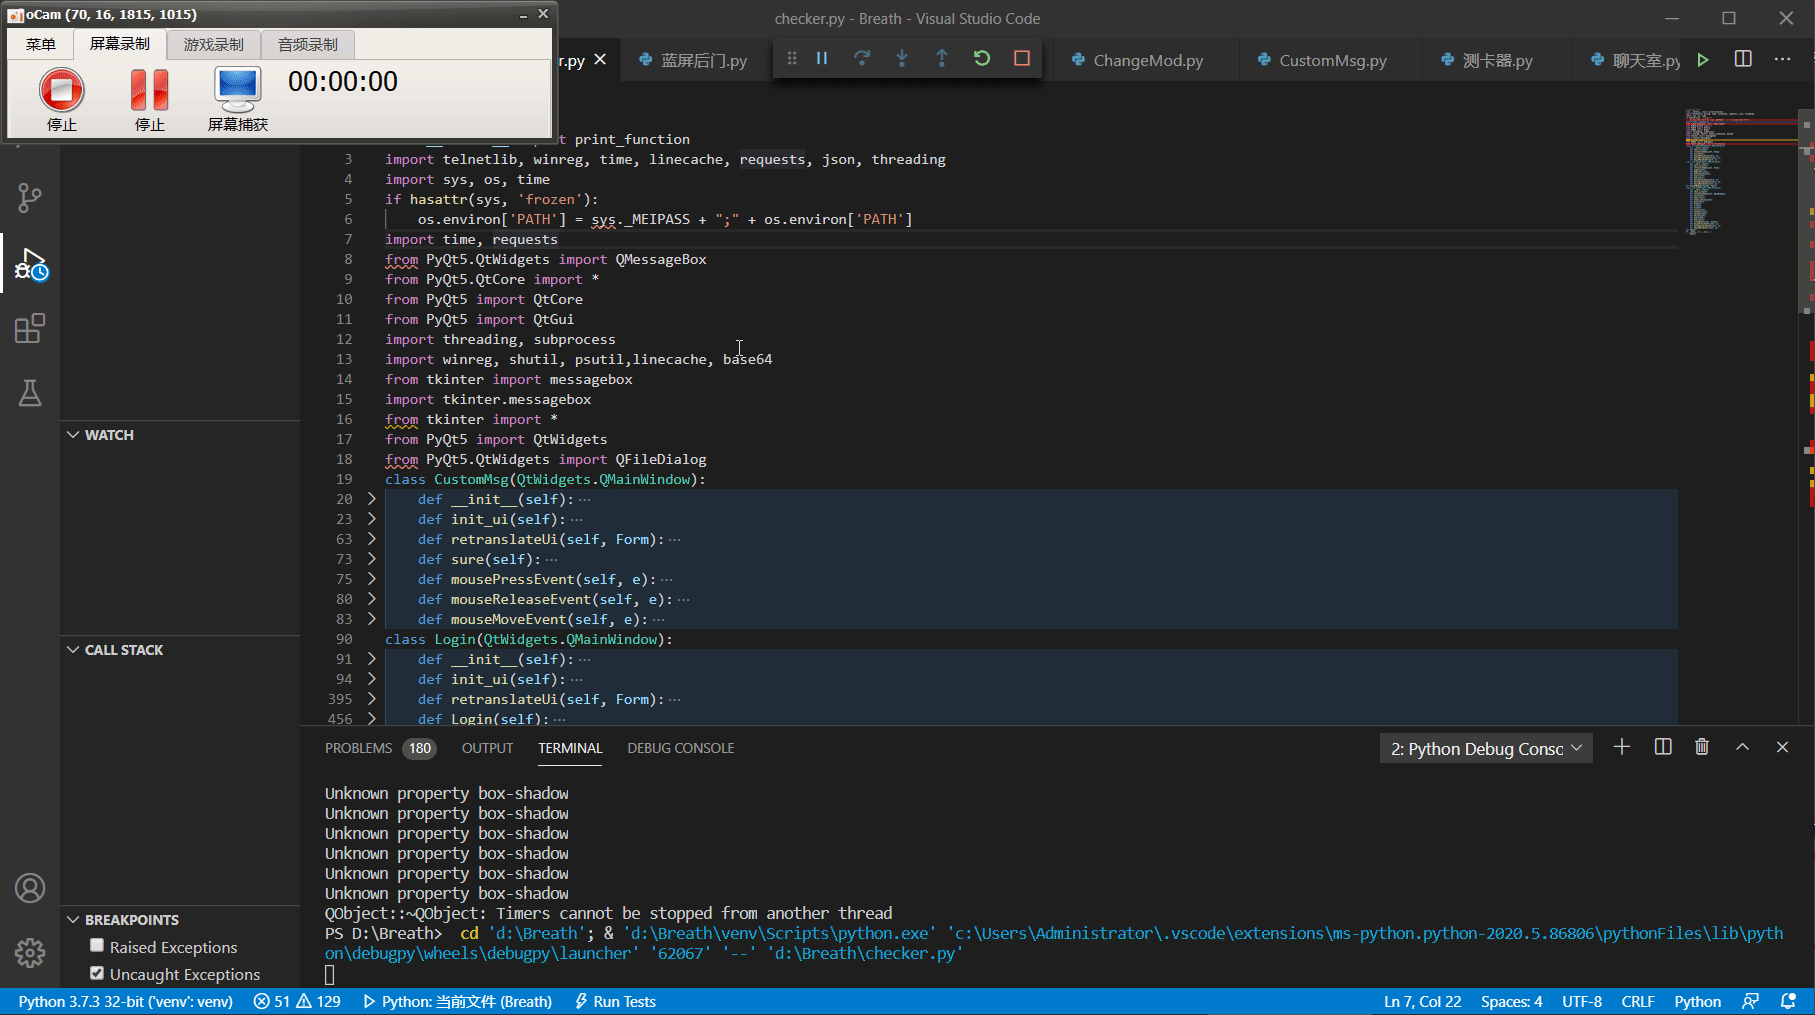 oCam (70, 16, 1815, 1015)
菜单 屏幕录制 游戏录制 音频录制
停止 停止 屏幕捕获 00:00:00
checker.py - Breath - Visual Studio Code
r.py 蓝屏后门.py ChangeMod.py CustomMsg.py 测卡器.py 聊天室.py
print_function
3 import telnetlib, winreg, time, linecache, requests, json, threading
4 import sys, os, time
5 if hasattr(sys, 'frozen'):
6 os.environ['PATH'] = sys._MEIPASS + ";" + os.environ['PATH']
7 import time, requests
8 from PyQt5.QtWidgets import QMessageBox
9 from PyQt5.QtCore import *
10 from PyQt5 import QtCore
11 from PyQt5 import QtGui
12 import threading, subprocess
13 import winreg, shutil, psutil,linecache, base64
14 from tkinter import messagebox
15 import tkinter.messagebox
16 from tkinter import *
17 from PyQt5 import QtWidgets
18 from PyQt5.QtWidgets import QFileDialog
19 class CustomMsg(QtWidgets.QMainWindow):
20 def __init__(self):···
23 def init_ui(self):···
63 def retranslateUi(self, Form):···
73 def sure(self):···
75 def mousePressEvent(self, e):···
80 def mouseReleaseEvent(self, e):···
83 def mouseMoveEvent(self, e):···
90 class Login(QtWidgets.QMainWindow):
91 def __init__(self):···
94 def init_ui(self):···
395 def retranslateUi(self, Form):···
456 def Login(self):···
WATCH
CALL STACK
BREAKPOINTS
Raised Exceptions
Uncaught Exceptions
PROBLEMS 180 OUTPUT TERMINAL DEBUG CONSOLE 2: Python Debug Consc
Unknown property box-shadow
Unknown property box-shadow
Unknown property box-shadow
Unknown property box-shadow
Unknown property box-shadow
Unknown property box-shadow
QObject::~QObject: Timers cannot be stopped from another thread
PS D:\Breath> cd 'd:\Breath'; & 'd:\Breath\venv\Scripts\python.exe' 'c:\Users\Administrator\.vscode\extensions\ms-python.python-2020.5.86806\pythonFiles\lib\pyth
on\debugpy\wheels\debugpy\launcher' '62067' '--' 'd:\Breath\checker.py'
Python 3.7.3 32-bit ('venv': venv) 51 129 Python: 当前文件 (Breath) Run Tests Ln 7, Col 22 Spaces: 4 UTF-8 CRLF Python